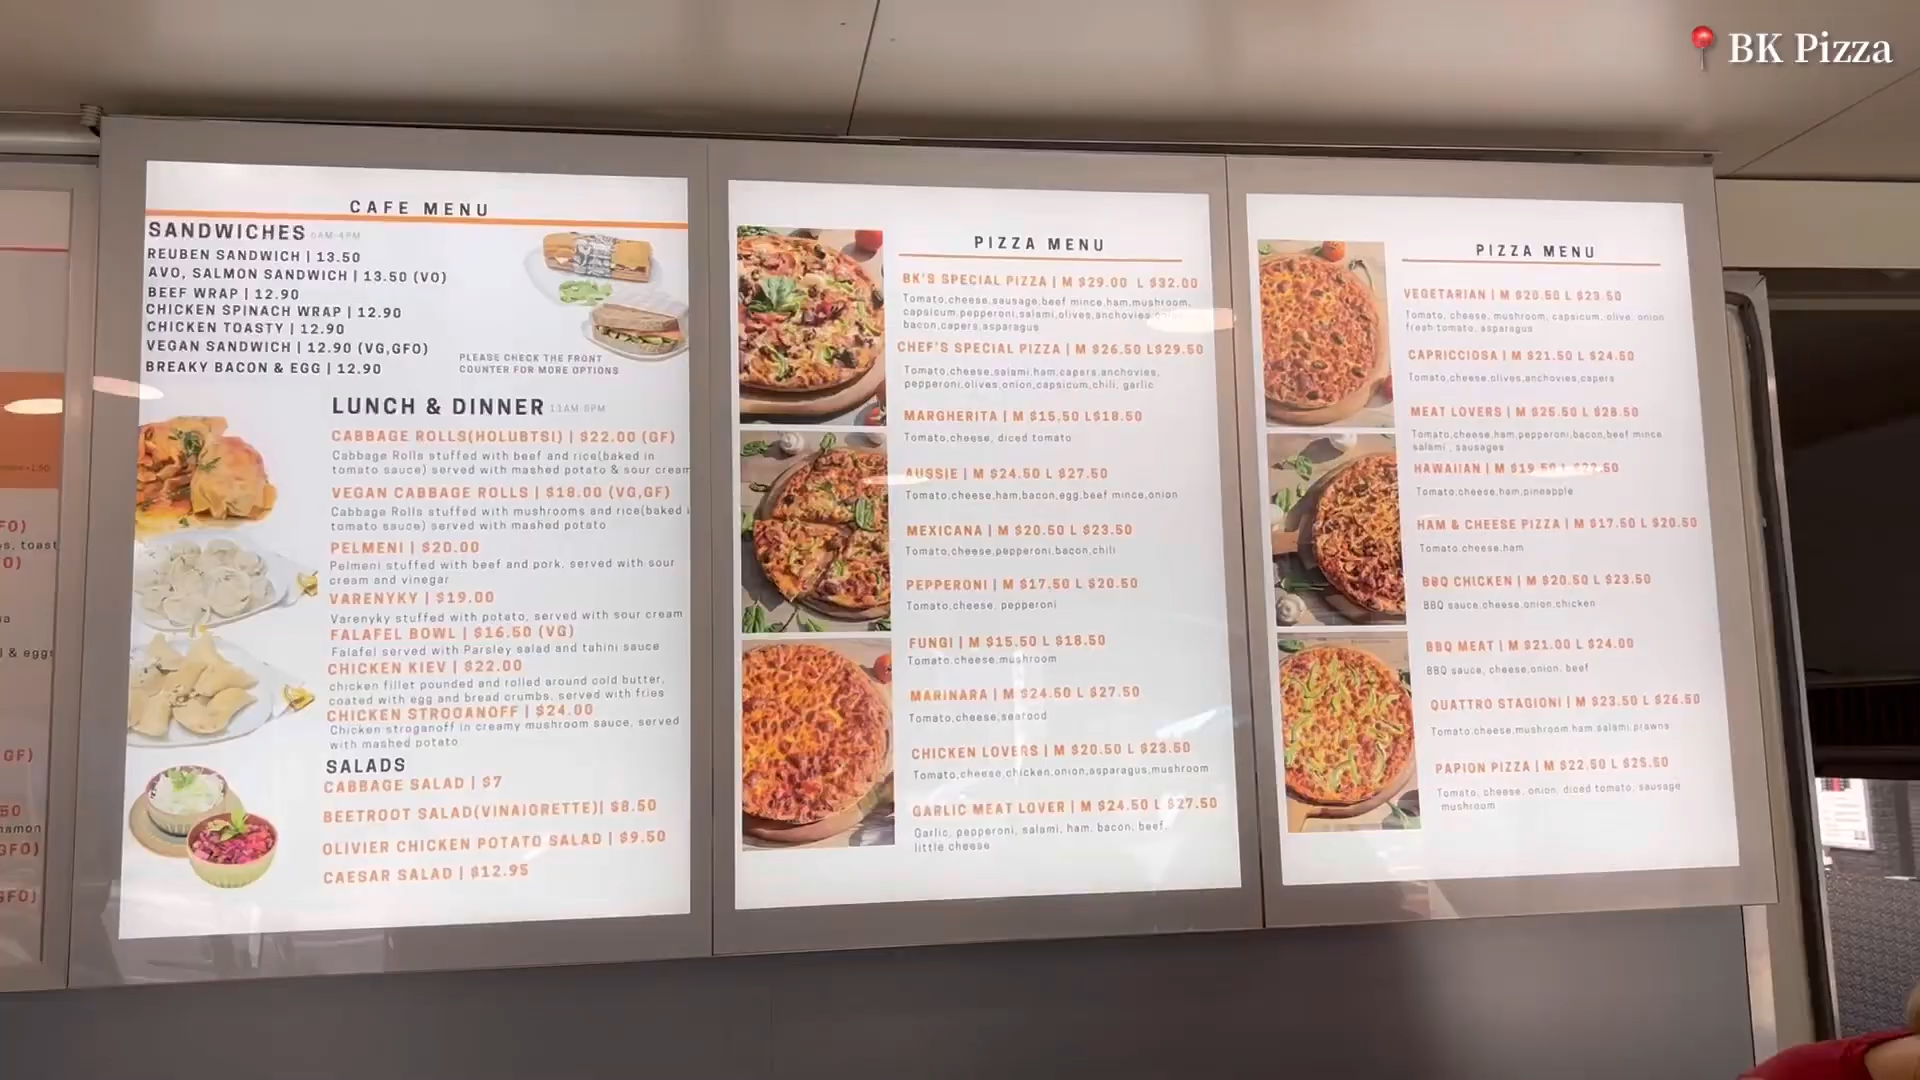 BK Pizza
CAFE MENU
SANDWICHES 6AM-4PM
REUBEN SANDWICH | 13.50
AVO, SALMON SANDWICH | 13.50 (VO)
BEEF WRAP | 12.90
CHICKEN SPINACH WRAP | 12.90
CHICKEN TOASTY | 12.90
VEGAN SANDWICH | 12.90 (VG,GFO)
BREAKY BACON & EGG | 12.90
PLEASE CHECK THE FRONT
COUNTER FOR MORE OPTIONS
LUNCH & DINNER
CABBAGE ROLLS(HOLUBTSI) | $22.00 (GF)
Cabbage Rolls stuffed with beef and rice(baked in
tomato sauce) served with mashed potato & sour cream
VEGAN CABBAGE ROLLS | $18.00 (VG,GF)
Cabbage Rolls stuffed with mushrooms and rice(baked
tomato sauce) served with mashed potato
PELMENI | $20.00
Pelmeni stuffed with beef and pork, served with sour
cream and vinegar
VARENYKY | $19.00
Varenyky stuffed with potato, served with sour cream
FALAFEL BOWL | $16.50 (VG)
Falafel served with Parsley salad and tahini sauce
CHICKEN KIEV | $22.00
chicken fillet pounded and rolled around cold butter,
coated with egg and bread crumbs, served with fries
CHICKEN STROGANOFF | $24.00
Chicken stroganoff in creamy mushroom sauce, served
with mashed potato
SALADS
CABBAGE SALAD | $7
BEETROOT SALAD(VINAIGRETTE)| $8.50
OLIVIER CHICKEN POTATO SALAD | $9.50
CAESAR SALAD | $12.95
PIZZA MENU
BK'S SPECIAL PIZZA | M $29.00 L $32.00
Tomato,cheese,sausage,beef mince,ham,mushroom,
capsicum,pepperoni,salami,olives,anchovies,onion,
bacon,capers,asparagus
CHEF'S SPECIAL PIZZA | M $26.50 L$29.50
Tomato,cheese,salami,ham,capers,anchovies,
pepperoni,olives,onion,capsicum,chili, garlic
MARGHERITA | M $15.50 L$18.50
Tomato,cheese, diced tomato
AUSSIE | M $24.50 L $27.50
Tomato,cheese,ham,bacon,egg,beef mince,onion
MEXICANA | M $20.50 L $23.50
Tomato,cheese,pepperoni,bacon,chili
PEPPERONI | M $17.50 L $20.50
Tomato,cheese, pepperoni
FUNGI | M $15.50 L $18.50
Tomato,cheese,mushroom
MARINARA | M $24.50 L $27.50
Tomato,cheese,seafood
CHICKEN LOVERS | M $20.50 L $23.50
Tomato,cheese,chicken,onion,asparagus,mushroom
GARLIC MEAT LOVER | M $24.50 L $27.50
Garlic, pepperoni, salami, ham, bacon, beef,
little cheese
PIZZA MENU
VEGETARIAN | M $20.50 L $23.50
Tomato, cheese, mushroom, capsicum, olive, onion
fresh tomato, asparagus
CAPRICCIOSA | M $21.50 L $24.50
Tomato,cheese,olives,anchovies,capers
MEAT LOVERS | M $25.50 L $28.50
Tomato,cheese,ham,pepperoni,bacon,beef mince
salami , sausages
HAWAIIAN | M $19.50 L $22.50
Tomato,cheese,ham,pineapple
HAM & CHEESE PIZZA | M $17.50 L $20.50
Tomato,cheese,ham
BBQ CHICKEN | M $20.50 L $23.50
BBQ sauce,cheese,onion,chicken
BBQ MEAT | M $21.00 L $24.00
BBQ sauce, cheese,onion, beef
QUATTRO STAGIONI | M $23.50 L $26.50
Tomato,cheese,mushroom,ham,salami,prawns
PAPION PIZZA | M $22.50 L $25.50
Tomato, cheese, onion, diced tomato, sausage
mushroom